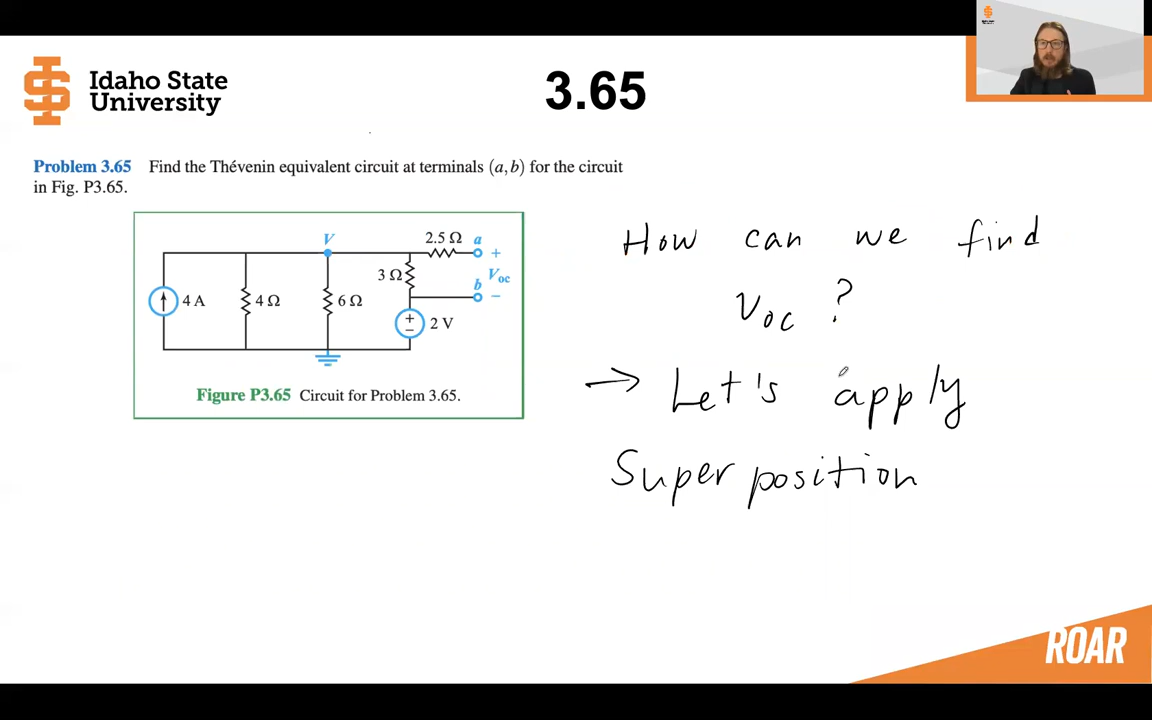 Idaho State
University
3.65
Problem 3.65 Find the Thévenin equivalent circuit at terminals (a,b) for the circuit
in Fig. P3.65.
V
2.5 Ω a
+
3 Ω
b Voc
−
4 A
4 Ω
6 Ω
+
−
2 V
Figure P3.65 Circuit for Problem 3.65.
How can we find
Voc ?
→ Let's apply
Superposition
ROAR